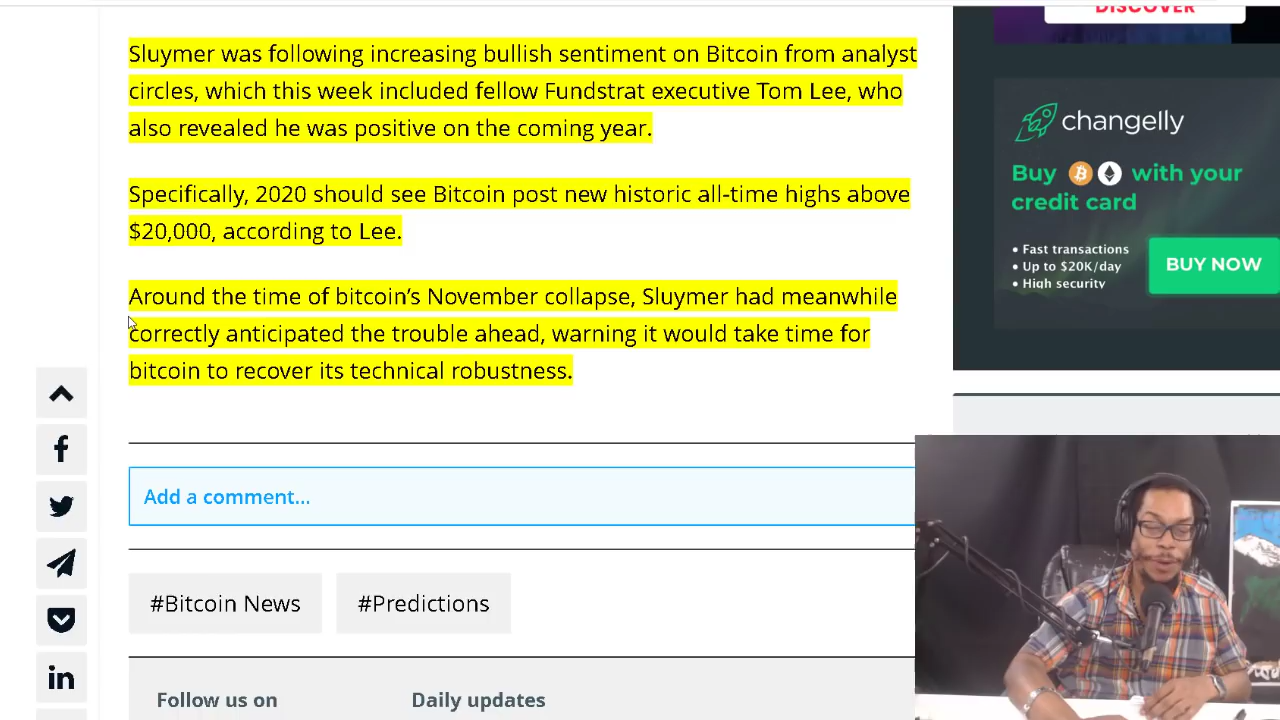 DISCOVER
Sluymer was following increasing bullish sentiment on Bitcoin from analyst
circles, which this week included fellow Fundstrat executive Tom Lee, who
also revealed he was positive on the coming year.
Specifically, 2020 should see Bitcoin post new historic all-time highs above
$20,000, according to Lee.
Around the time of bitcoin’s November collapse, Sluymer had meanwhile
correctly anticipated the trouble ahead, warning it would take time for
bitcoin to recover its technical robustness.
changelly
Buy with your
credit card
• Fast transactions
• Up to $20K/day
• High security
BUY NOW
Add a comment...
#Bitcoin News
#Predictions
Follow us on
Daily updates